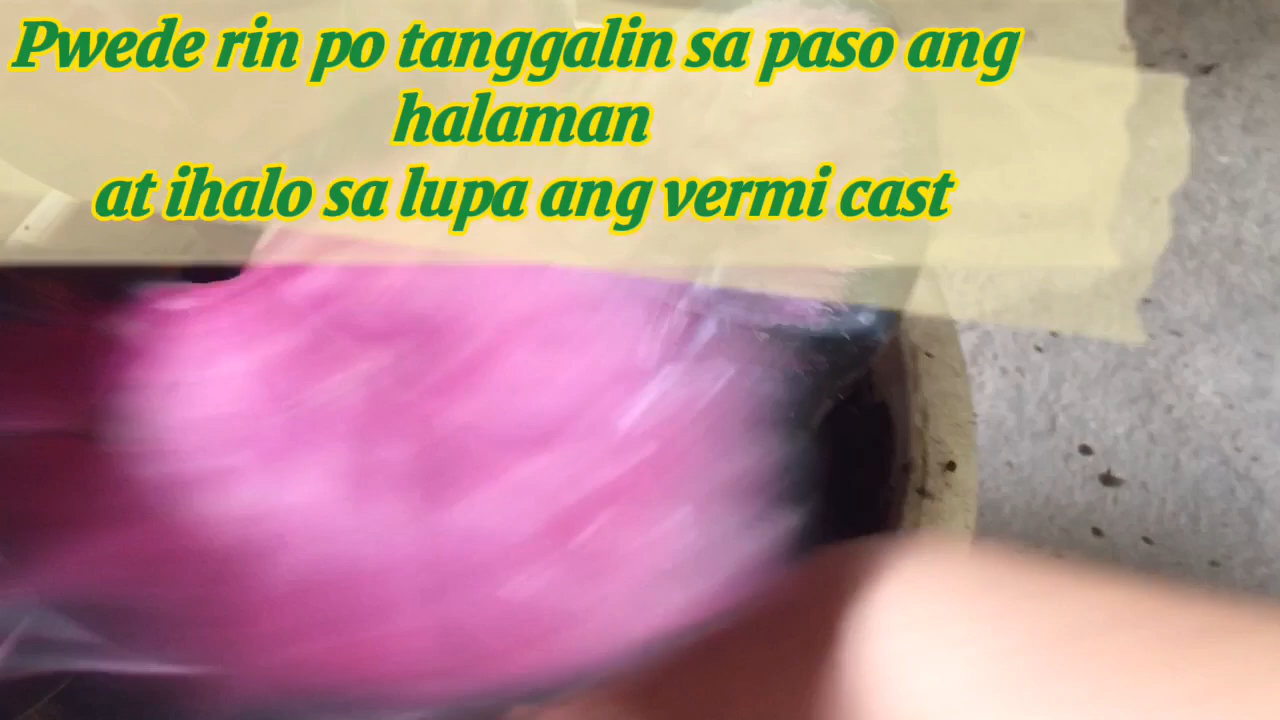 Pwede rin po tanggalin sa paso ang
halaman
at ihalo sa lupa ang vermi cast